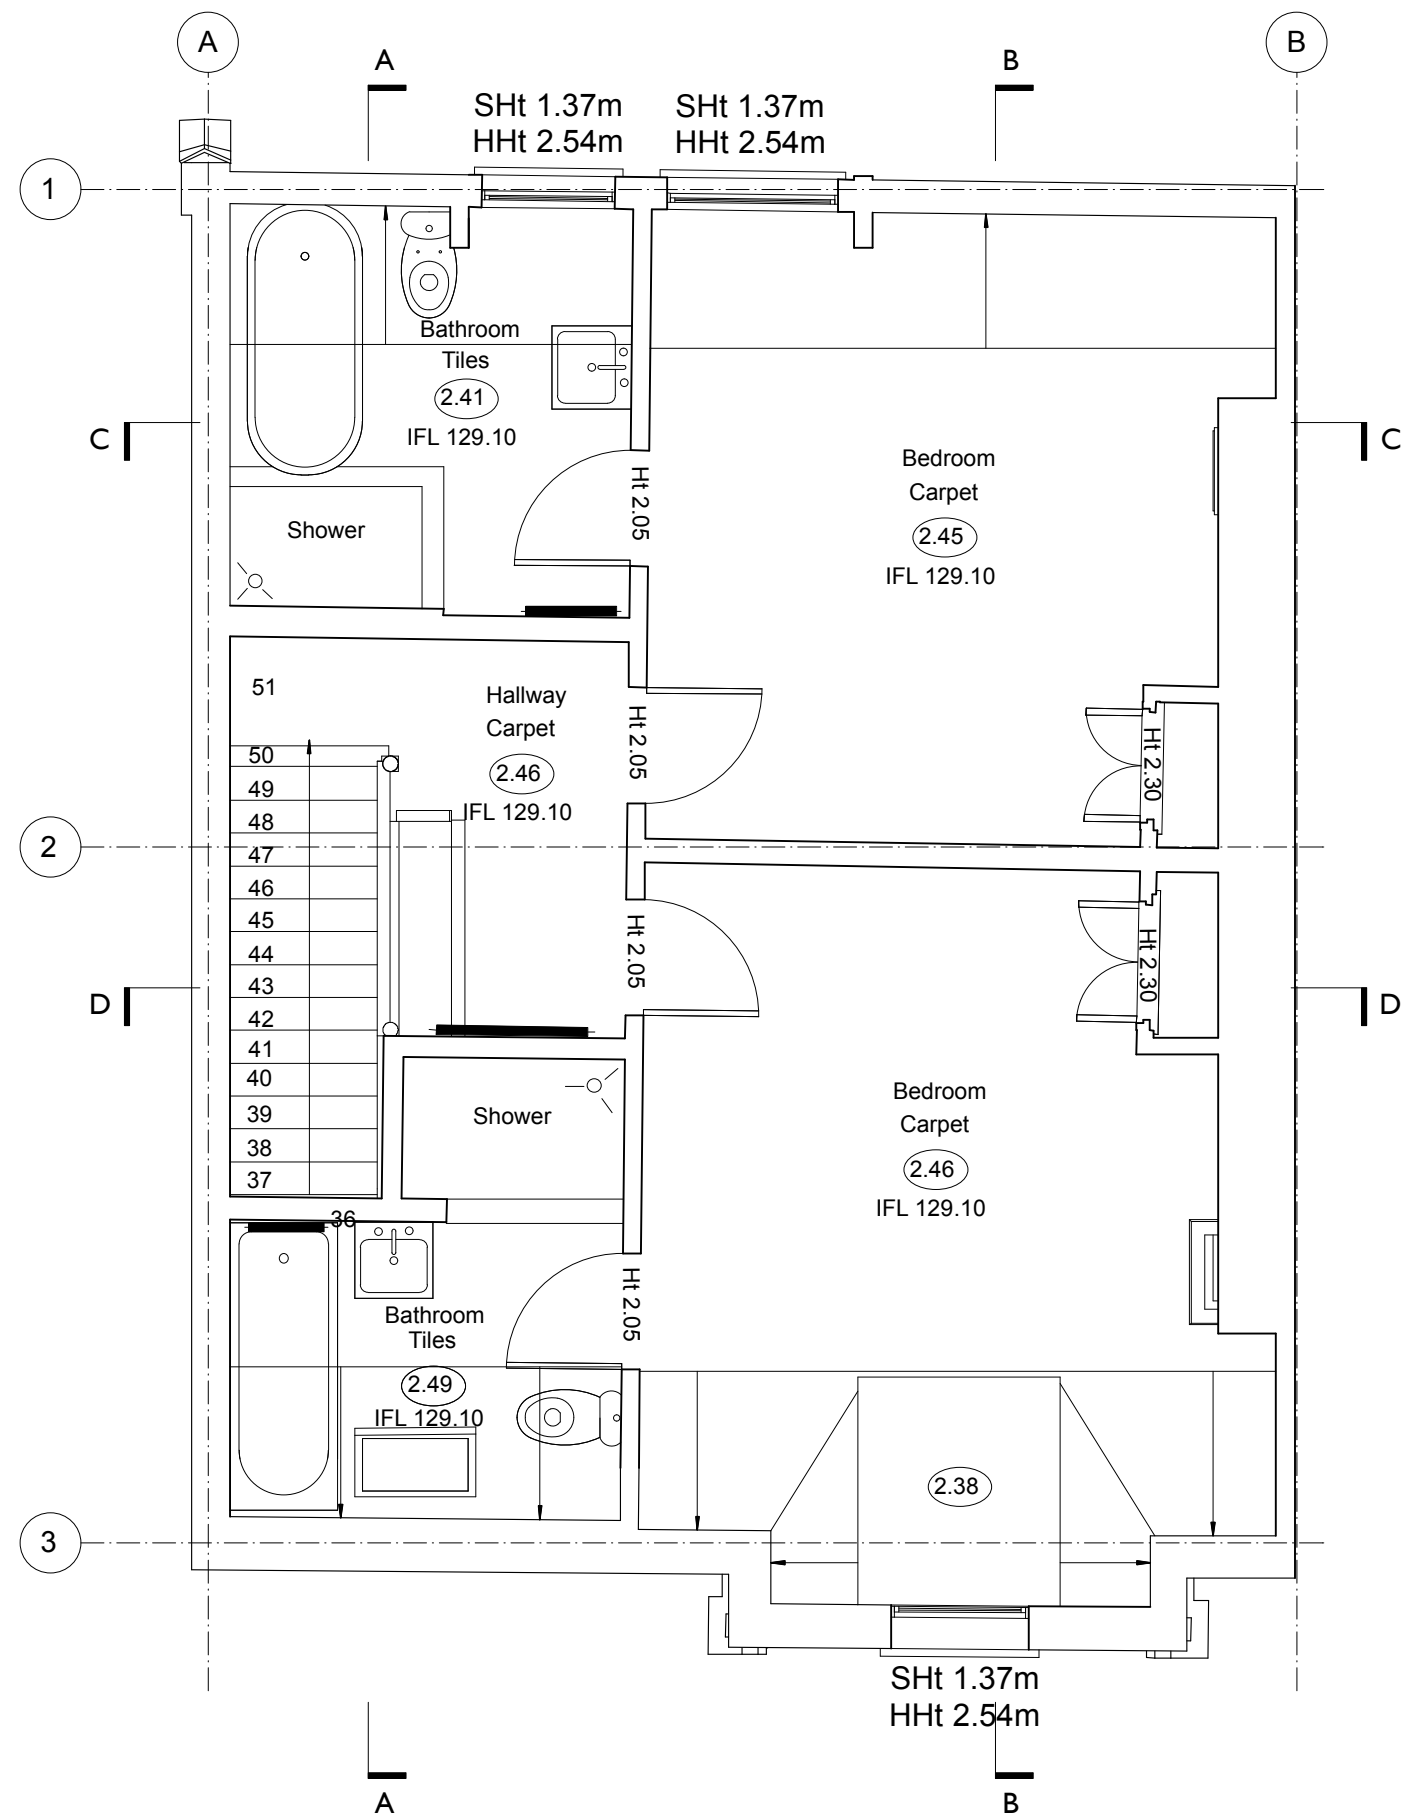 A
B
A
B
SHt 1.37m
HHt 2.54m
SHt 1.37m
HHt 2.54m
1
Bathroom
Tiles
2.41
IFL 129.10
C
C
Ht 2.05
Bedroom
Carpet
2.45
IFL 129.10
Shower
51
Hallway
Carpet
2.46
IFL 129.10
Ht 2.05
Ht 2.30
50
49
48
47
46
45
44
43
42
41
40
39
38
37
36
2
Ht 2.05
Ht 2.30
D
D
Shower
Bedroom
Carpet
2.46
IFL 129.10
Ht 2.05
Bathroom
Tiles
2.49
IFL 129.10
2.38
3
SHt 1.37m
HHt 2.54m
A
B